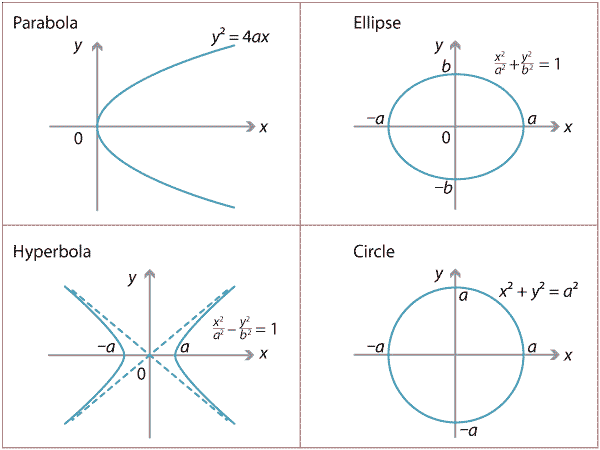 Parabola
y² = 4ax
y
x
0
Ellipse
y
b
x²/a² + y²/b² = 1
−a
a
0
x
−b
Hyperbola
y
x²/a² − y²/b² = 1
−a
a
x
0
Circle
y
a
x² + y² = a²
−a
a
x
−a